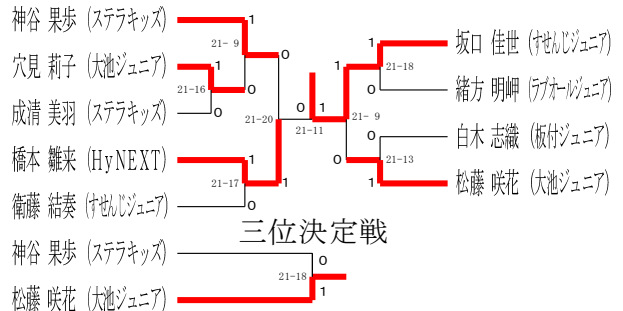 神谷 果歩 (ステラキッズ)
穴見 莉子 (大池ジュニア)
成清 美羽 (ステラキッズ)
橋本 雛来 (HyNEXT)
衛藤 結奏 (すせんじジュニア)
1
21-9
0
1
21-16
0
0
21-20
1
21-17
1
0
0
1
21-11
1
21-9
0
1
21-18
0
0
21-13
1
坂口 佳世 (すせんじジュニア)
緒方 明岬 (ラブオールジュニア)
白木 志織 (板付ジュニア)
松藤 咲花 (大池ジュニア)
三位決定戦
神谷 果歩 (ステラキッズ)
松藤 咲花 (大池ジュニア)
0
21-18
1